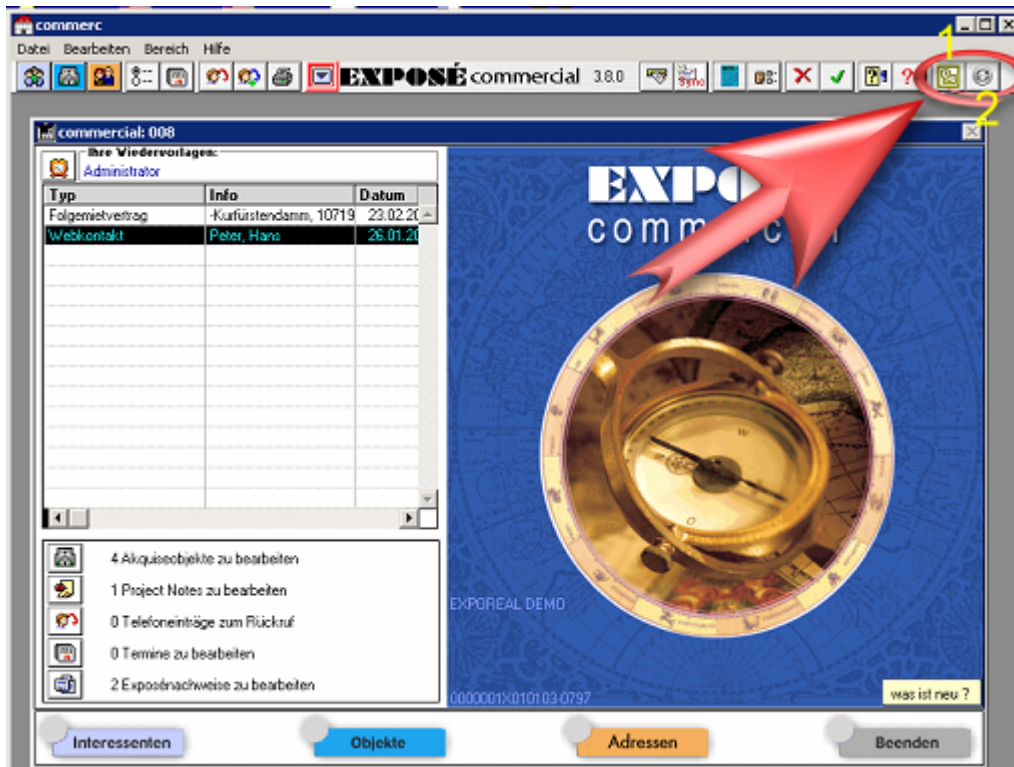 commerc
1
Datei Bearbeiten Bereich Hilfe
EXPOSÉ commercial 3.8.0
Sync
2
commercial: 008
Ihre Wiedervorlagen:
Administrator
Typ Info Datum
Folgemietvertrag -Kurfürstendamm, 10719 23.02.20
Webkontakt Peter, Hans 26.01.20
EXPO
comm
4 Akquiseobjekte zu bearbeiten
1 Project Notes zu bearbeiten
0 Telefoneinträge zum Rückruf
0 Termine zu bearbeiten
2 Exposénachweise zu bearbeiten
W
O
EXPOREAL DEMO
0000001X010103-0797
was ist neu ?
Interessenten Objekte Adressen Beenden